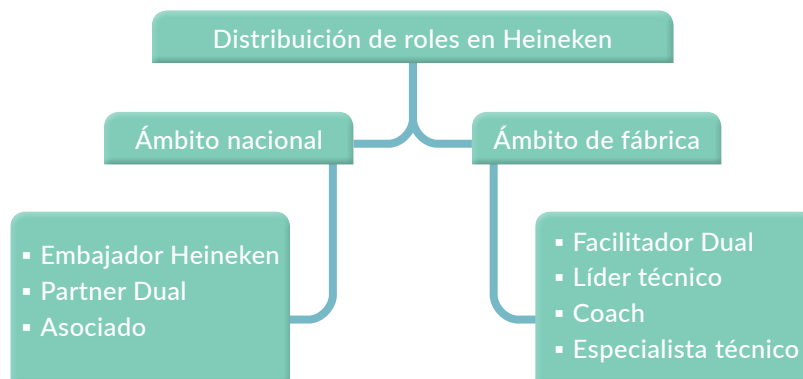 Distribuición de roles en Heineken
Ámbito nacional
Ámbito de fábrica
▪ Embajador Heineken
▪ Partner Dual
▪ Asociado
▪ Facilitador Dual
▪ Líder técnico
▪ Coach
▪ Especialista técnico